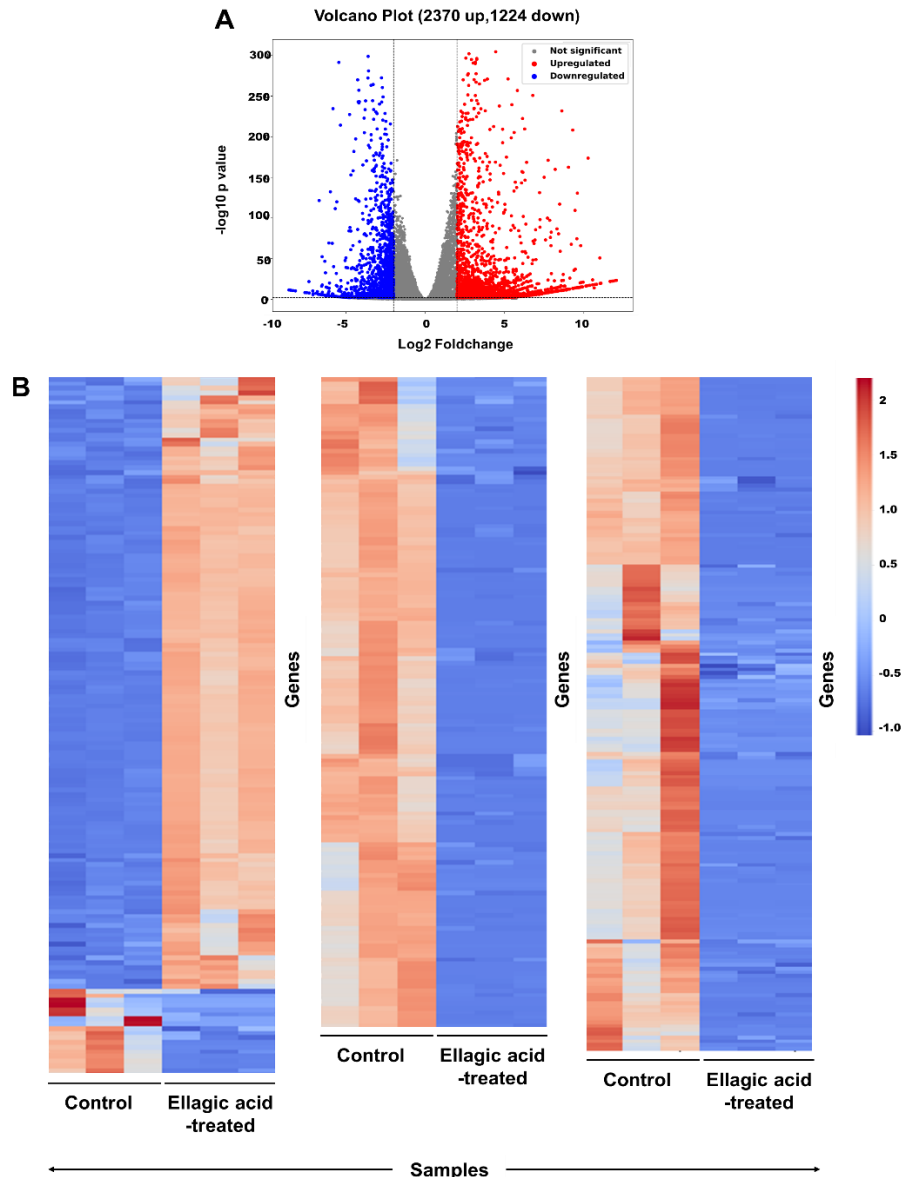 A
Volcano Plot (2370 up,1224 down)
Not significant
Upregulated
Downregulated
300
250
200
150
100
50
0
-log10 p value
-10
-5
0
5
10
Log2 Foldchange
B
Genes
Genes
Genes
2
1.5
1.0
0.5
0
-0.5
-1.0
Control
Ellagic acid
-treated
Control
Ellagic acid
-treated
Control
Ellagic acid
-treated
Samples